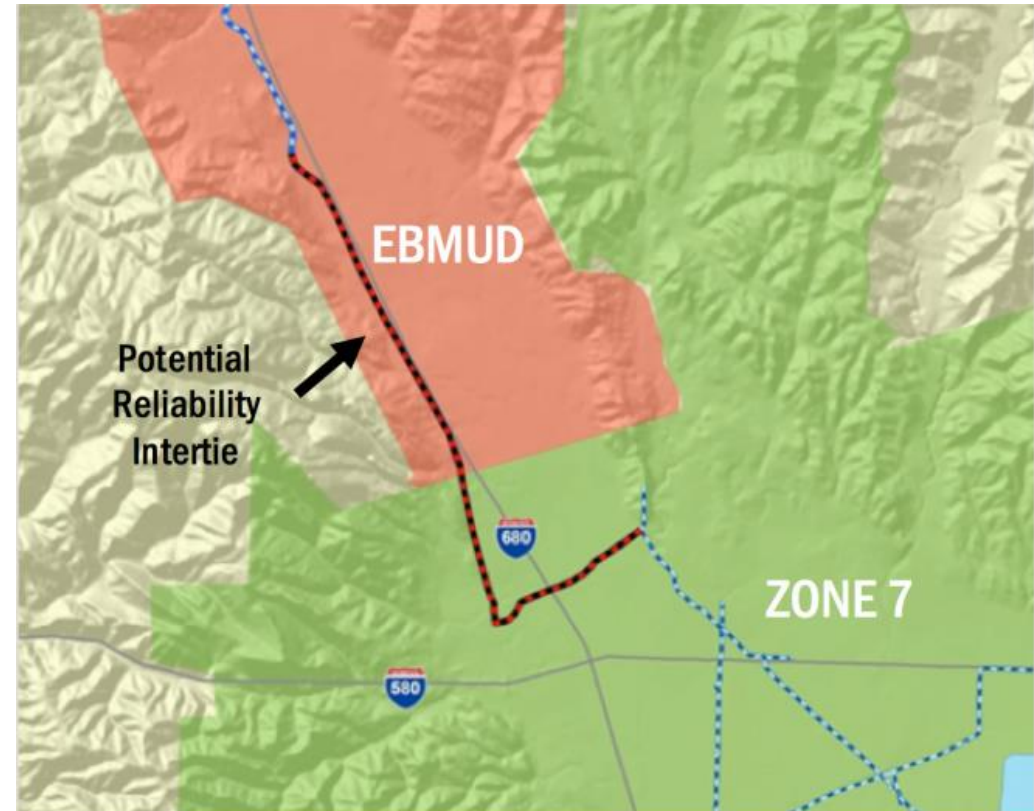 EBMUD
Potential
Reliability
Intertie
680
ZONE 7
580